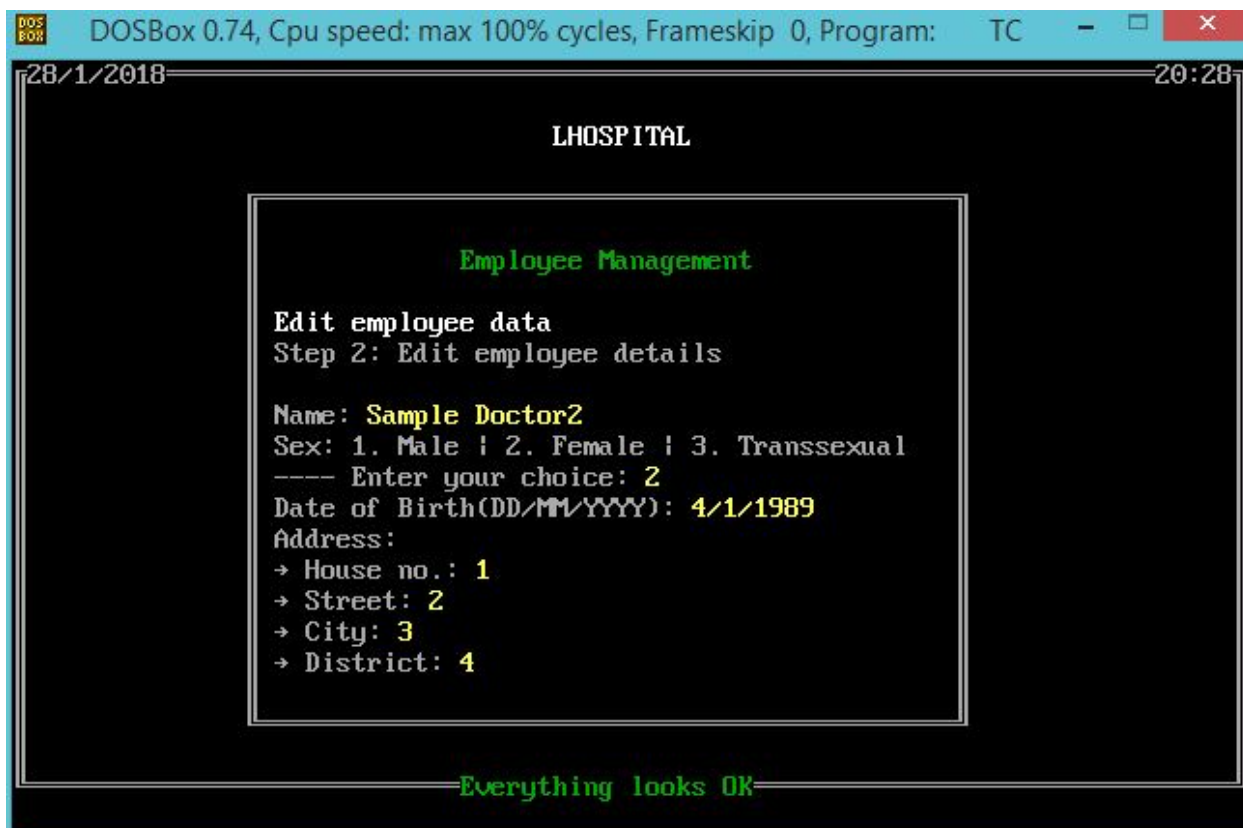 DOS BOX
DOSBox 0.74, Cpu speed: max 100% cycles, Frameskip 0, Program: TC
28/1/2018 20:28
LHOSPITAL
Employee Management
Edit employee data
Step 2: Edit employee details
Name: Sample Doctor2
Sex: 1. Male ¦ 2. Female ¦ 3. Transsexual
---- Enter your choice: 2
Date of Birth(DD/MM/YYYY): 4/1/1989
Address:
→ House no.: 1
→ Street: 2
→ City: 3
→ District: 4
Everything looks OK